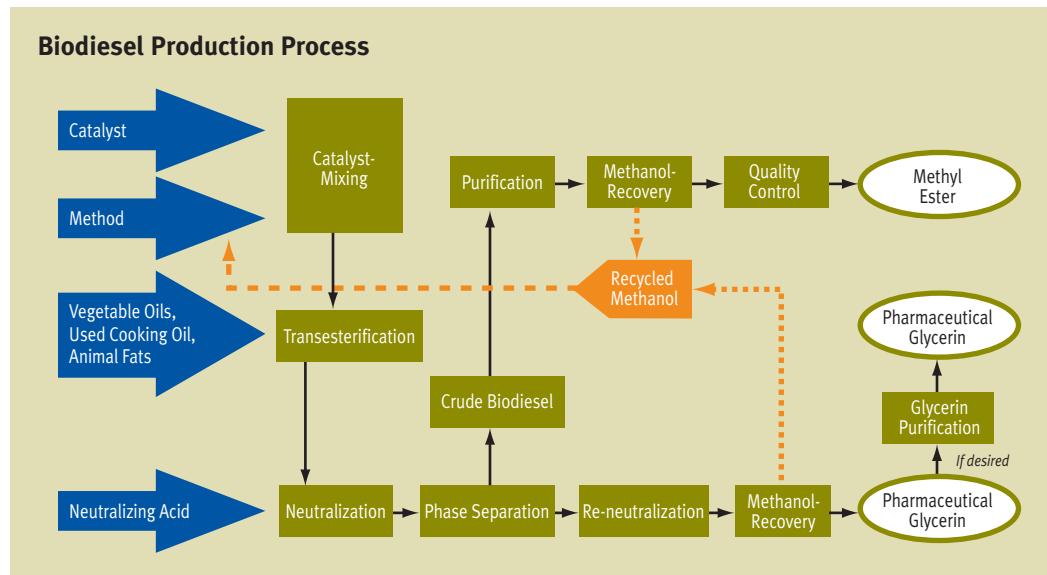 Biodiesel Production Process
Catalyst
Catalyst-
Mixing
Method
Purification
Methanol-
Recovery
Quality
Control
Methyl
Ester
Recycled
Methanol
Vegetable Oils,
Used Cooking Oil,
Animal Fats
Transesterification
Pharmaceutical
Glycerin
Crude Biodiesel
Glycerin
Purification
If desired
Neutralizing Acid
Neutralization
Phase Separation
Re-neutralization
Methanol-
Recovery
Pharmaceutical
Glycerin